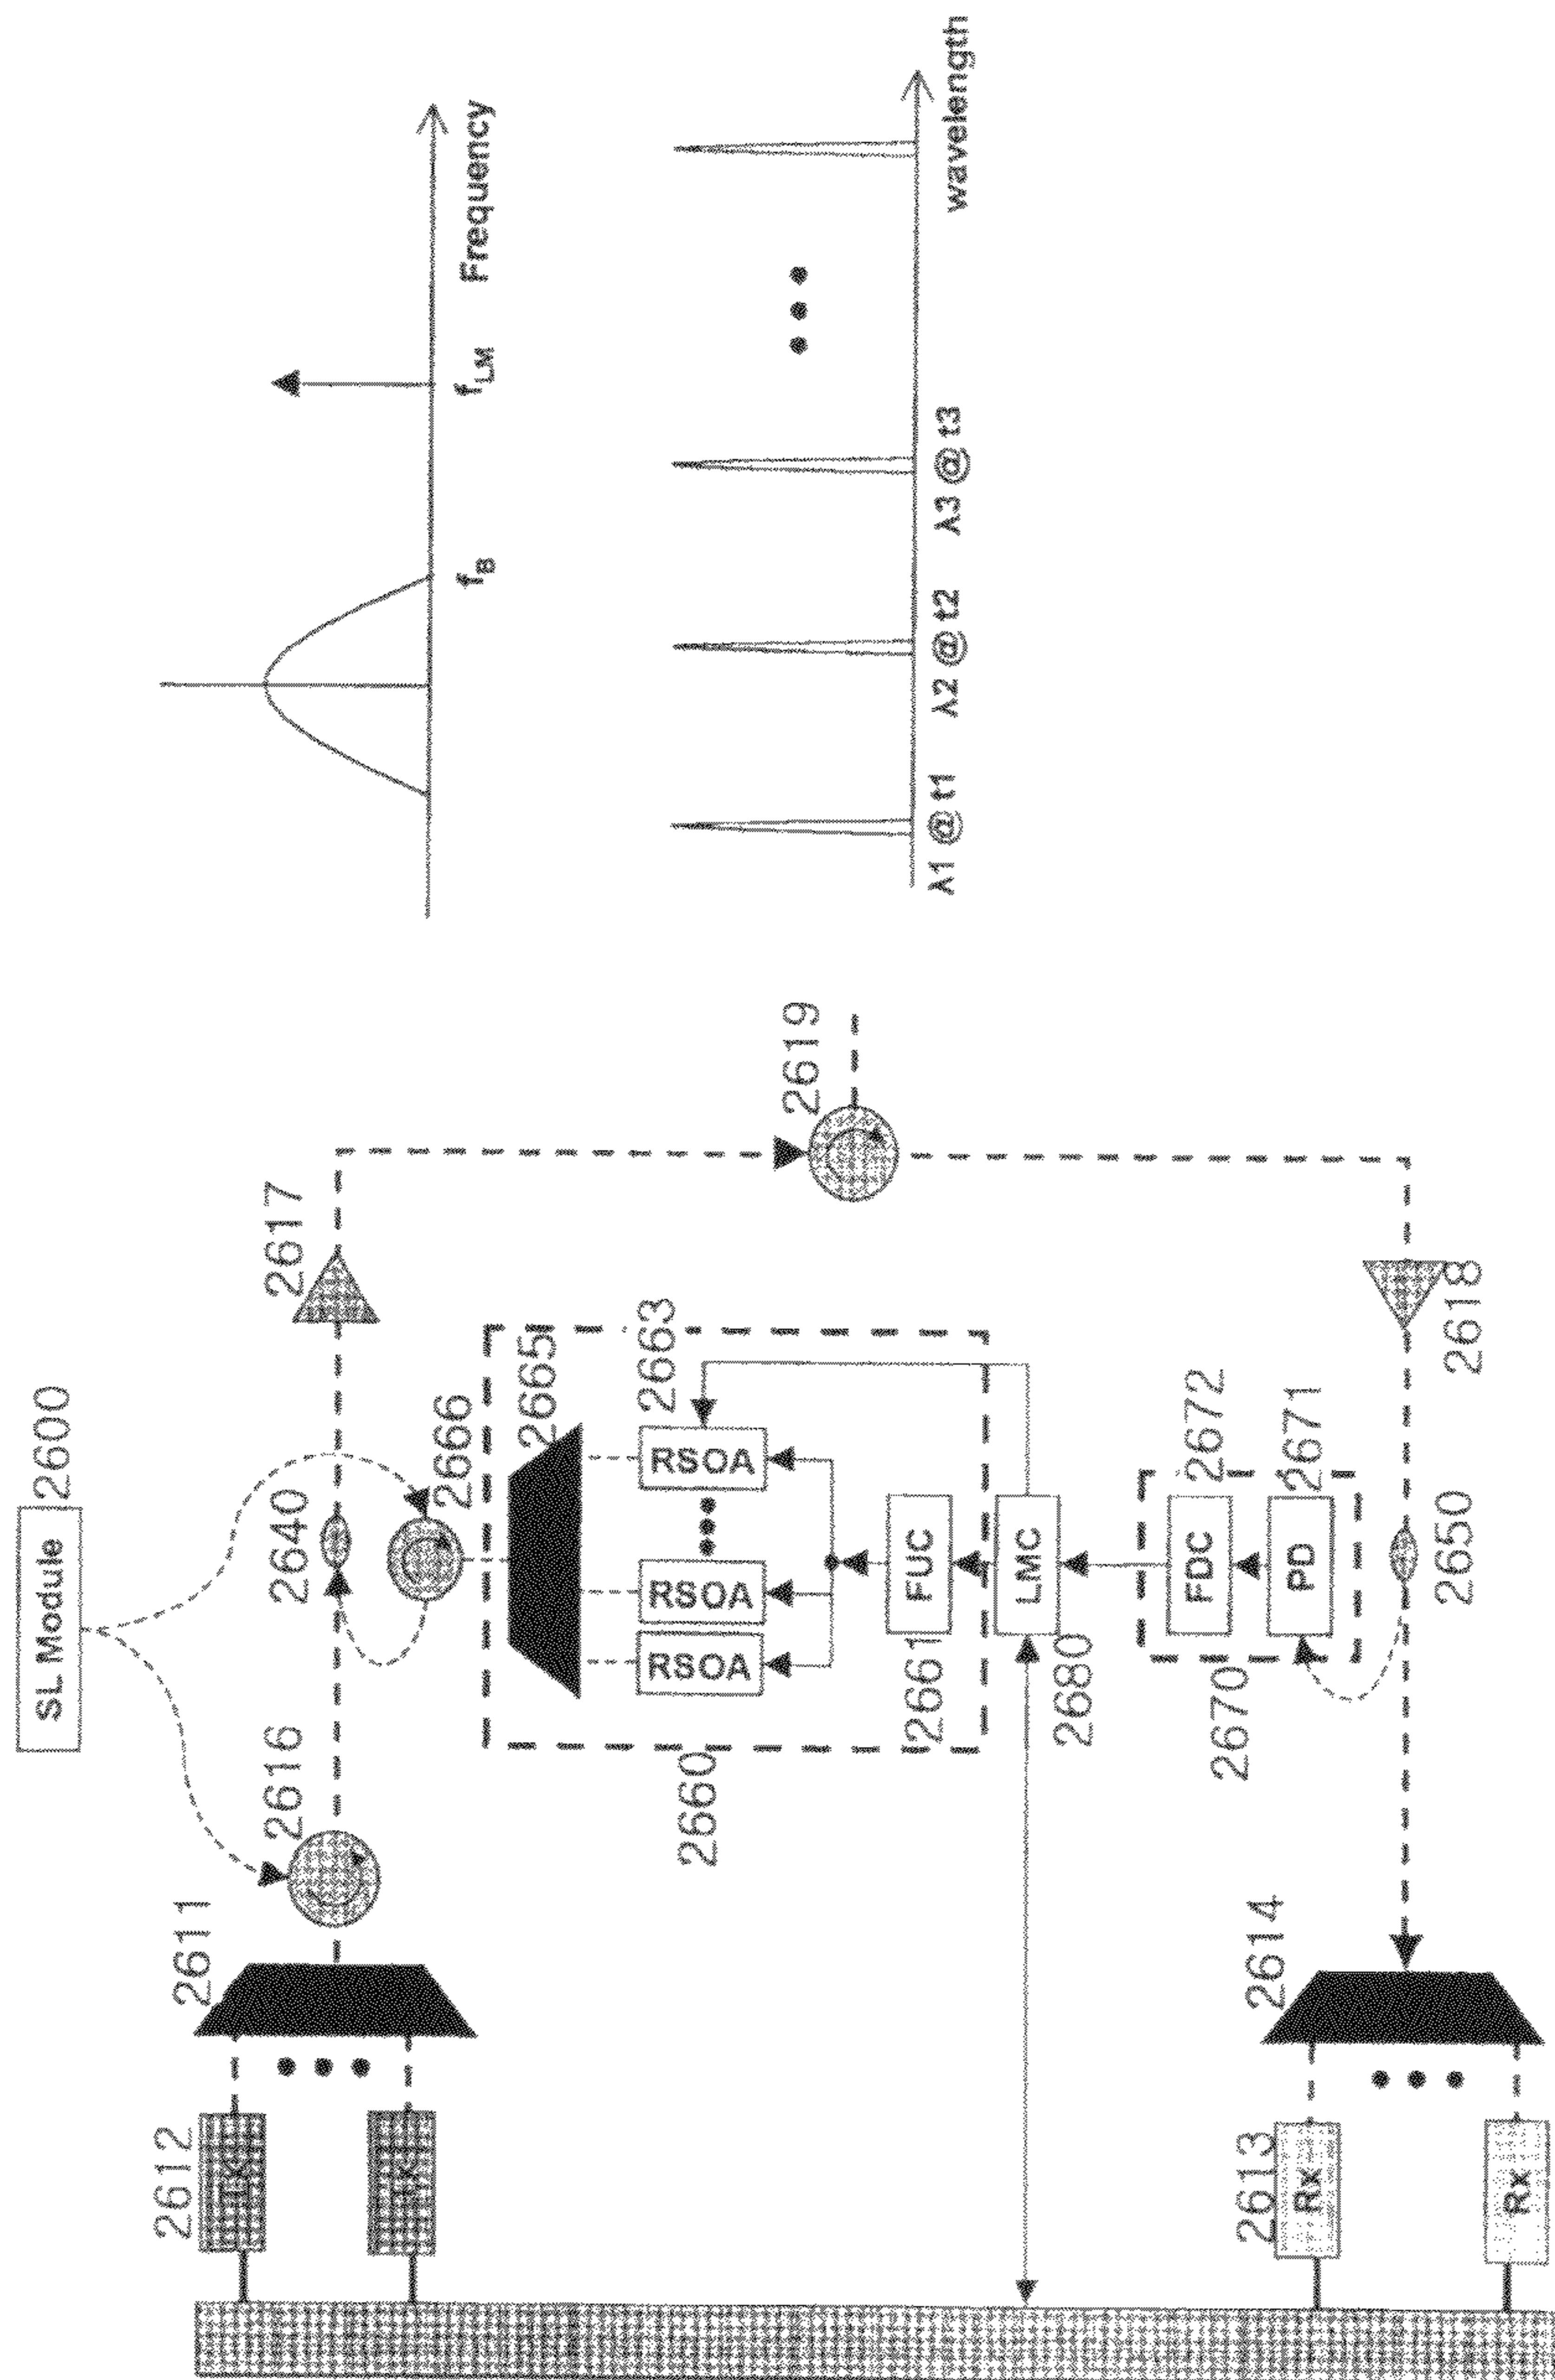 SL Module
2600
2612
Tx
Tx
2611
2616
2640
2617
2666
2665
2663
RSOA
RSOA
RSOA
2660
FUC
2661
LMC
2680
FDC
2672
PD
2671
2670
2619
2618
2650
2614
2613
Rx
Rx
fB
fLM
Frequency
λ1 @ t1
λ2 @ t2
λ3 @ t3
wavelength